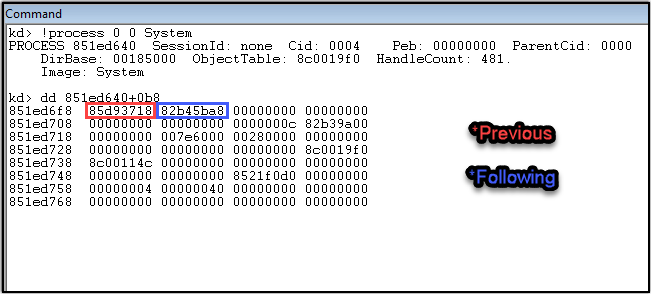 Command
kd> !process 0 0 System
PROCESS 851ed640 SessionId: none Cid: 0004 Peb: 00000000 ParentCid: 0000
DirBase: 00185000 ObjectTable: 8c0019f0 HandleCount: 481.
Image: System
kd> dd 851ed640+0b8
851ed6f8 85d93718 82b45ba8 00000000 00000000
851ed708 00000000 00000000 0000000c 82b39a00
851ed718 00000000 007e6000 00280000 00000000
851ed728 00000000 00000000 00000000 8c0019f0
851ed738 8c00114c 00000000 00000000 00000000
851ed748 00000000 00000000 8521f0d0 00000000
851ed758 00000004 00000040 00000000 00000000
851ed768 00000000 00000000 00000000 00000000
*Previous
*Following